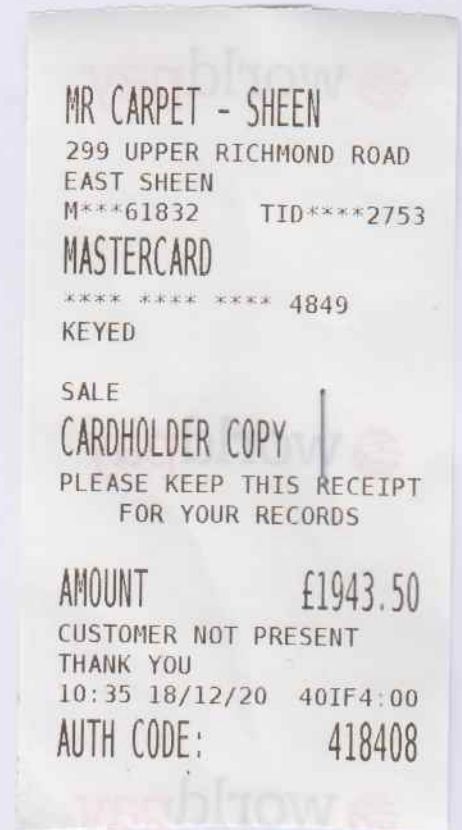 MR CARPET - SHEEN
299 UPPER RICHMOND ROAD
EAST SHEEN
M***61832 TID****2753
MASTERCARD
**** **** **** 4849
KEYED
SALE
CARDHOLDER COPY
PLEASE KEEP THIS RECEIPT
FOR YOUR RECORDS
AMOUNT £1943.50
CUSTOMER NOT PRESENT
THANK YOU
10:35 18/12/20 40IF4:00
AUTH CODE: 418408